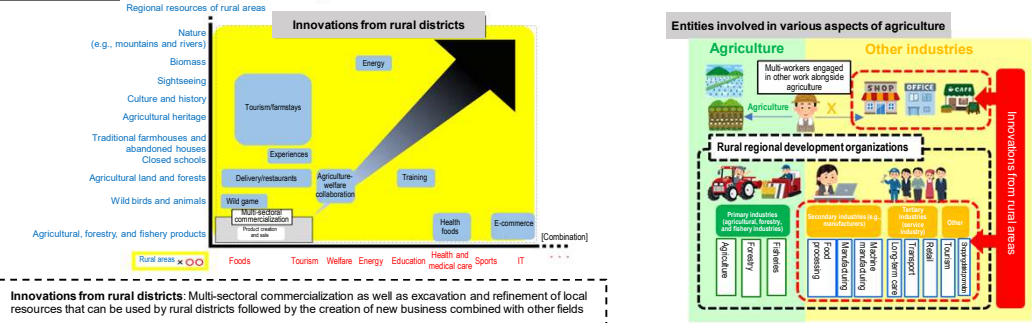 Regional resources of rural areas
Innovations from rural districts
Nature
(e.g., mountains and rivers)
Biomass
Sightseeing
Culture and history
Agricultural heritage
Traditional farmhouses and
abandoned houses
Closed schools
Agricultural land and forests
Wild birds and animals
Agricultural, forestry, and fishery products
Energy
Tourism/farmstays
Experiences
Delivery/restaurants
Agriculture-
welfare
collaboration
Training
Wild game
Multi-sectoral
commercialization
Product creation
and sale
Health
foods
E-commerce
[Combination]
Rural areas × ○○
Foods
Tourism
Welfare
Energy
Education
Health and
medical care
Sports
IT
Innovations from rural districts: Multi-sectoral commercialization as well as excavation and refinement of local
resources that can be used by rural districts followed by the creation of new business combined with other fields
Entities involved in various aspects of agriculture
Agriculture
Other industries
Multi-workers engaged
in other work alongside
agriculture
SHOP
OFFICE
CAFE
Agriculture
X
Rural regional development organizations
Primary industries
(agricultural, forestry,
and fishery industries)
Secondary industries (e.g.,
manufacturers)
Tertiary
industries
(service
industry)
Other
Agriculture
Forestry
Fisheries
Food
processing
Manufacturing
Machine
manufacturing
Long-term care
Transport
Retail
Tourism
Innovations from rural areas